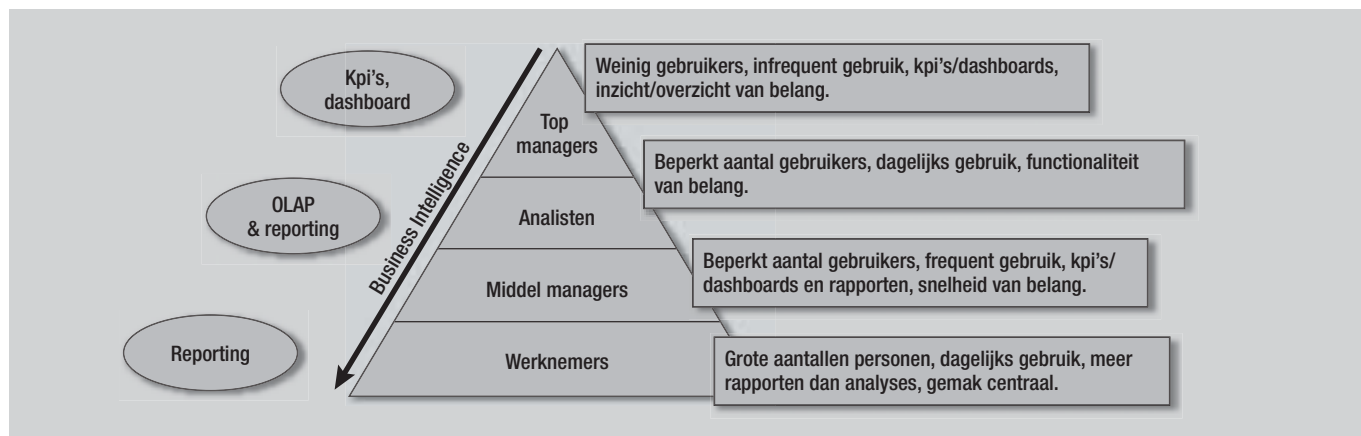 Kpi's,
dashboard
OLAP
& reporting
Reporting
Business Intelligence
Top
managers
Analisten
Middel managers
Werknemers
Weinig gebruikers, infrequent gebruik, kpi's/dashboards,
inzicht/overzicht van belang.
Beperkt aantal gebruikers, dagelijks gebruik, functionaliteit
van belang.
Beperkt aantal gebruikers, frequent gebruik, kpi's/
dashboards en rapporten, snelheid van belang.
Grote aantallen personen, dagelijks gebruik, meer
rapporten dan analyses, gemak centraal.